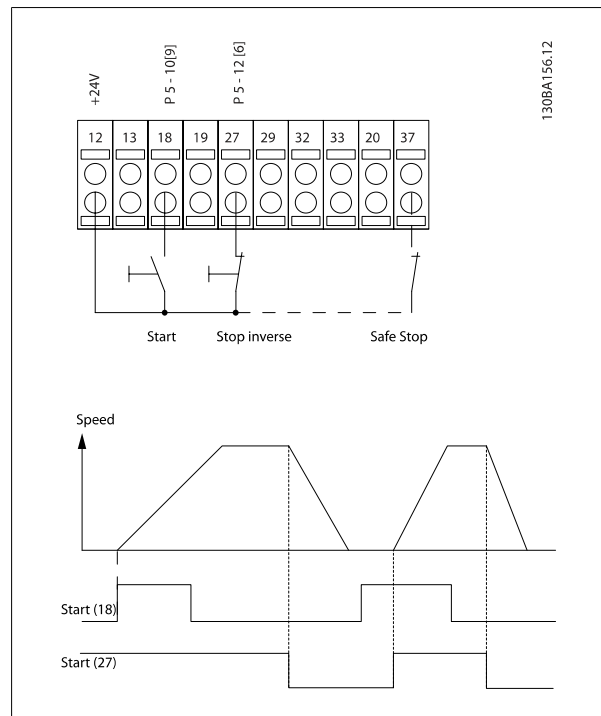 +24V
P 5 - 10[9]
P 5 - 12 [6]
130BA156.12
12 13 18 19 27 29 32 33 20 37
Start Stop inverse Safe Stop
Speed
Start (18)
Start (27)